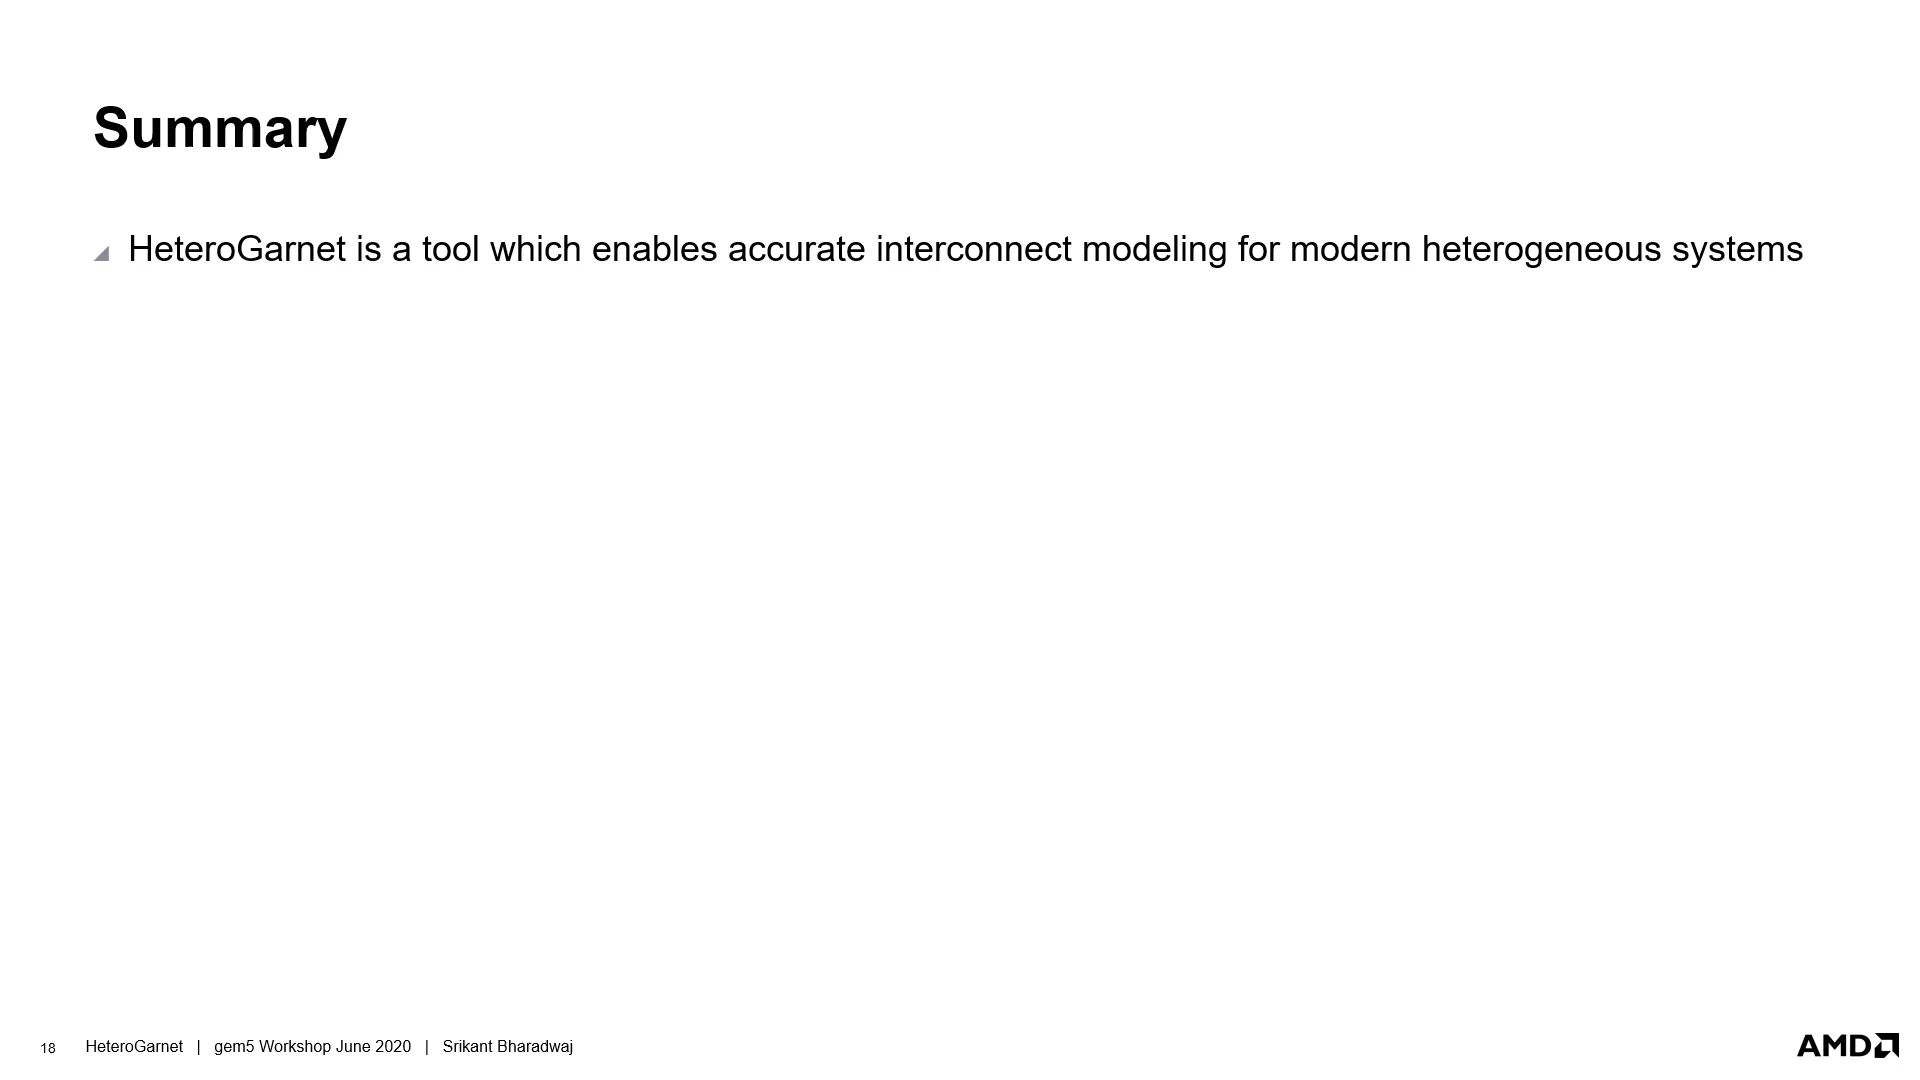 Summary
HeteroGarnet is a tool which enables accurate interconnect modeling for modern heterogeneous systems
18 HeteroGarnet | gem5 Workshop June 2020 | Srikant Bharadwaj
AMD